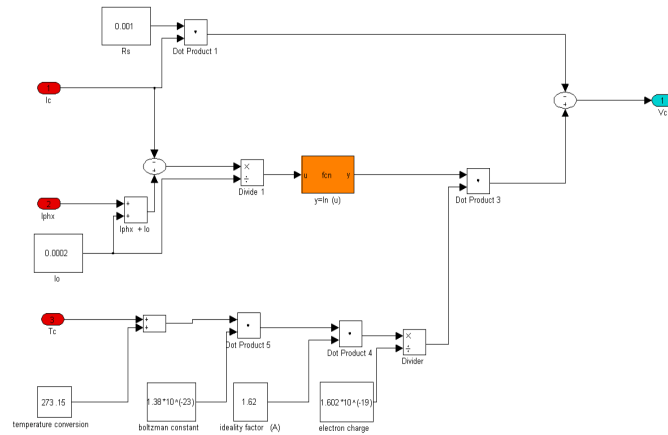 0.001
Rs
Dot Product 1
1
Ic
1
Vc
Divide 1
u fcn y
y=ln (u)
Dot Product 3
2
Iphx
Iphx + Io
0.0002
Io
3
Tc
Dot Product 5
Dot Product 4
Divider
273 .15
temperature conversion
1.38*10^(-23)
boltzman constant
1.62
ideality factor (A)
1.602 *10^(-19)
electron charge